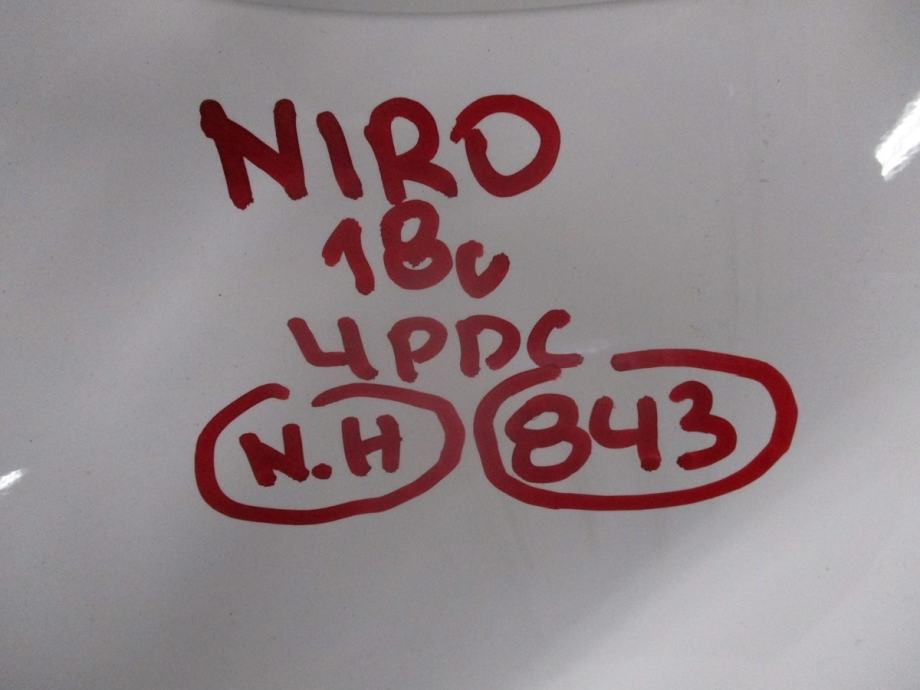 NIRO
18v
4PDC
N.H 843